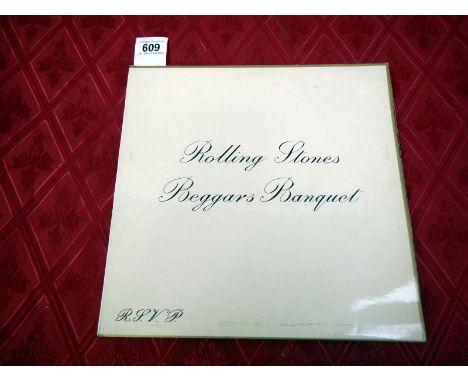 609
Rolling Stones
Beggars Banquet
R.S.V.P.